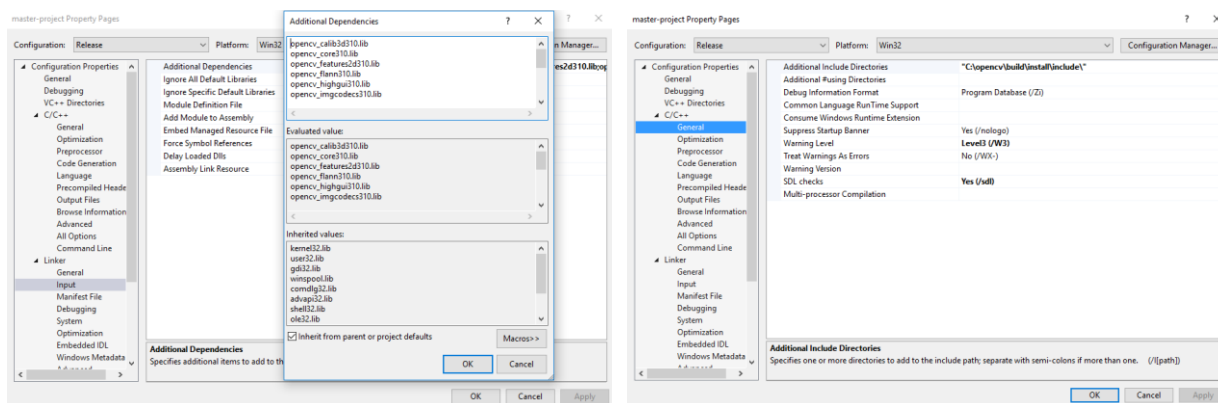 master-project Property Pages
? ×
Configuration: Release Platform: Win32 n Manager...
Configuration Properties
General
Debugging
VC++ Directories
C/C++
General
Optimization
Preprocessor
Code Generation
Language
Precompiled Heade
Output Files
Browse Information
Advanced
All Options
Command Line
Linker
General
Input
Manifest File
Debugging
System
Optimization
Embedded IDL
Windows Metadata
Additional Dependencies
es2d310.lib;op
Ignore All Default Libraries
Ignore Specific Default Libraries
Module Definition File
Add Module to Assembly
Embed Managed Resource File
Force Symbol References
Delay Loaded Dlls
Assembly Link Resource
Additional Dependencies
Specifies additional items to add to th
OK Cancel Apply
Additional Dependencies ? ×
opencv_calib3d310.lib
opencv_core310.lib
opencv_features2d310.lib
opencv_flann310.lib
opencv_highgui310.lib
opencv_imgcodecs310.lib
Evaluated value:
opencv_calib3d310.lib
opencv_core310.lib
opencv_features2d310.lib
opencv_flann310.lib
opencv_highgui310.lib
opencv_imgcodecs310.lib
Inherited values:
kernel32.lib
user32.lib
gdi32.lib
winspool.lib
comdlg32.lib
advapi32.lib
shell32.lib
ole32.lib
Inherit from parent or project defaults Macros>>
OK Cancel
master-project Property Pages ? ×
Configuration: Release Platform: Win32 Configuration Manager...
Configuration Properties
General
Debugging
VC++ Directories
C/C++
General
Optimization
Preprocessor
Code Generation
Language
Precompiled Heade
Output Files
Browse Information
Advanced
All Options
Command Line
Linker
General
Input
Manifest File
Debugging
System
Optimization
Embedded IDL
Windows Metadata
Additional Include Directories "C:\opencv\build\install\include\"
Additional #using Directories
Debug Information Format Program Database (/Zi)
Common Language RunTime Support
Consume Windows Runtime Extension
Suppress Startup Banner Yes (/nologo)
Warning Level Level3 (/W3)
Treat Warnings As Errors No (/WX-)
Warning Version
SDL checks Yes (/sdl)
Multi-processor Compilation
Additional Include Directories
Specifies one or more directories to add to the include path; separate with semi-colons if more than one. (/I[path])
OK Cancel Apply